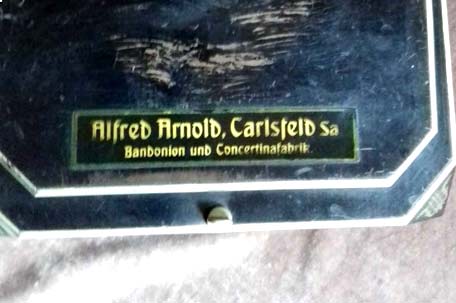 Alfred Arnold, Carlsfeld Sa
Bandonion und Concertinafabrik.